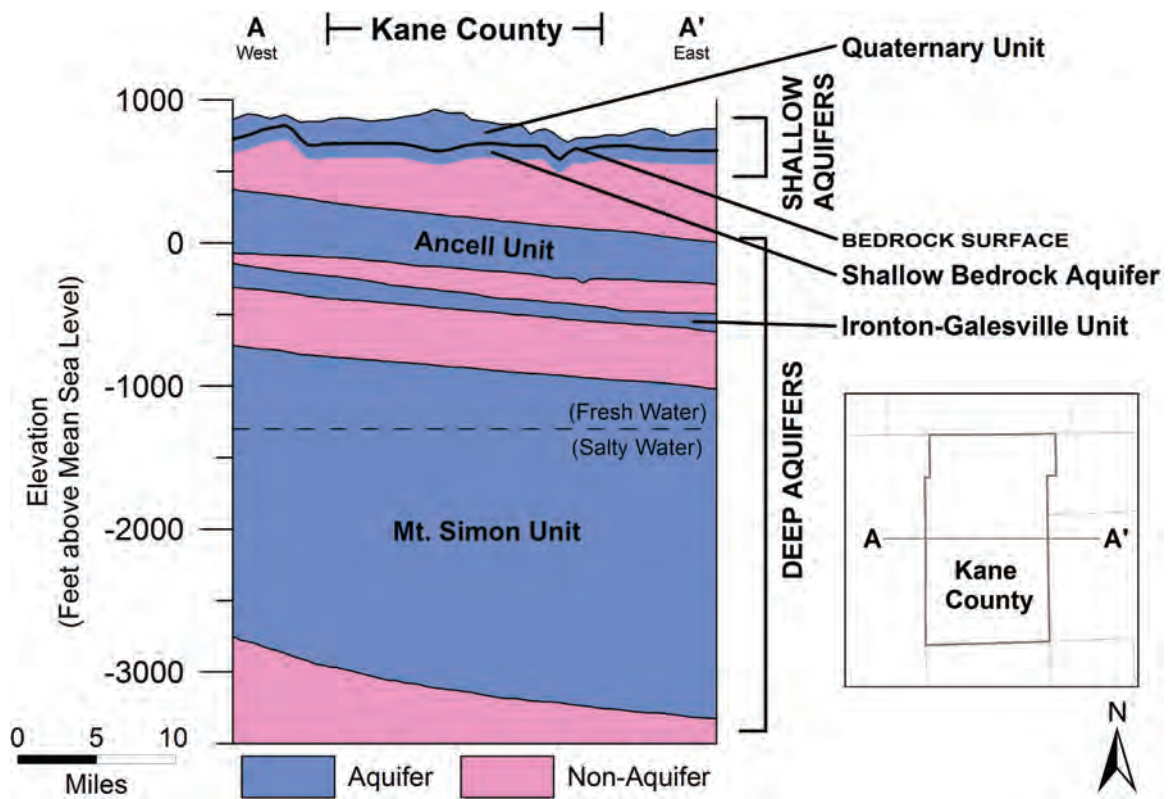 A
West
Kane County
A'
East
Quaternary Unit
SHALLOW
AQUIFERS
BEDROCK SURFACE
Shallow Bedrock Aquifer
Ironton-Galesville Unit
1000
0
-1000
-2000
-3000
Elevation
(Feet above Mean Sea Level)
Ancell Unit
(Fresh Water)
(Salty Water)
Mt. Simon Unit
DEEP AQUIFERS
A
A'
Kane
County
N
0 5 10
Miles
Aquifer
Non-Aquifer